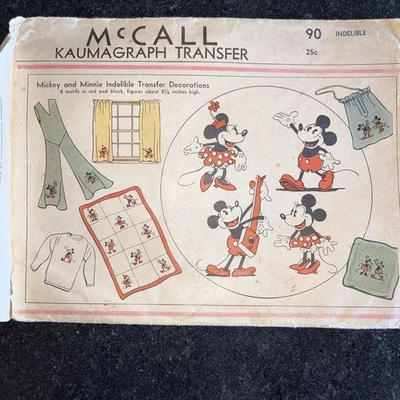 McCALL
KAUMAGRAPH TRANSFER
90 INDELIBLE
25c
Mickey and Minnie Indelible Transfer Decorations
8 motifs in red and black, figures about 5¼ inches high.